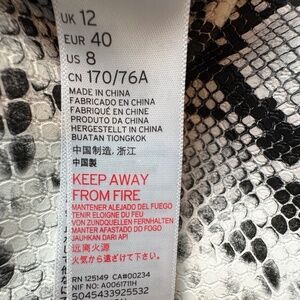 UK 12
EUR 40
US 8
CN 170/76A
MADE IN CHINA
FABRICADO EN CHINA
FABRIQUÉ EN CHINE
PRODUTO DA CHINA
HERGESTELLT IN CHINA
BUATAN TIONGKOK
中国制造, 浙江
中国製
KEEP AWAY
FROM FIRE
MANTENER ALEJADO DEL FUEGO
TENIR ELOIGNE DU FEU
VON ZUNDQUELLEN FERNHALTEN
MANTER AFASTADO DO FOGO
JAUHKAN DARI API
远离火源
火気から遠ざけて下さい。
RN 125149 CA#00234
NIF NO: A0061711H
5045433925532